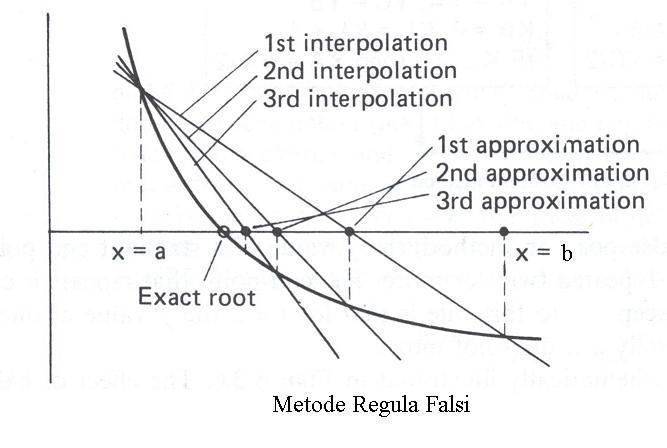 1st interpolation
2nd interpolation
3rd interpolation
1st approximation
2nd approximation
3rd approximation
x = a
x = b
Exact root
Metode Regula Falsi